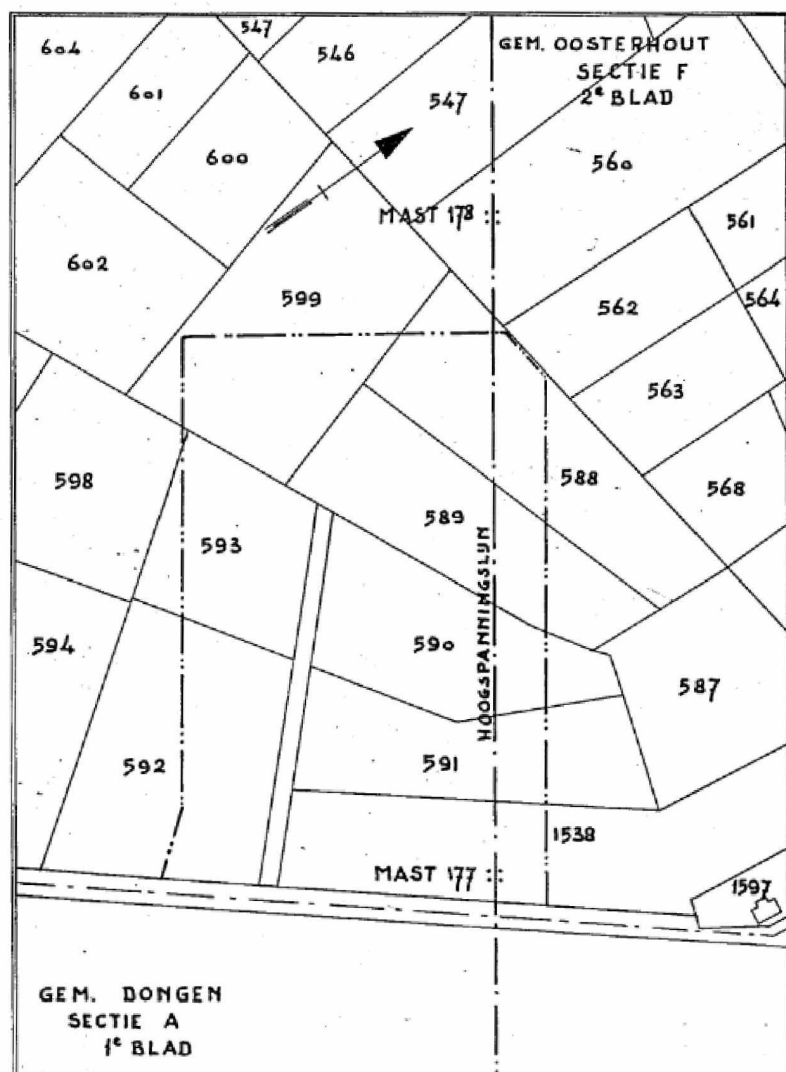 547
604
546
GEM. OOSTERHOUT
SECTIE F
2e BLAD
601
547
600
560
MAST 178
561
602
599
562
564
563
598
588
568
589
593
HOOGSPANNINGSLIJN
594
590
587
592
591
1538
MAST 177
1597
GEM. DONGEN
SECTIE A
1e BLAD